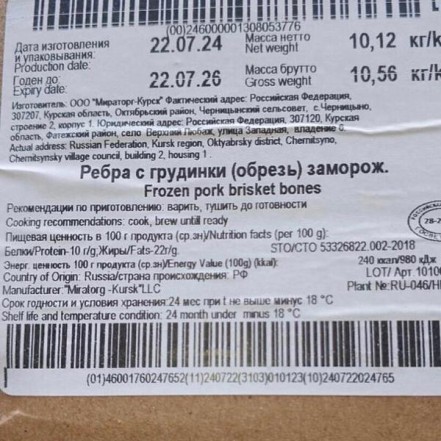 (00)246000001308053776
Дата изготовления 22.07.24 Масса нетто 10,12 кг/k
и упаковывания: Net weight
Production date:
Годен до: 22.07.26 Масса брутто 10,56 кг/k
Expiry date: Gross weight
Изготовитель: ООО "Мираторг-Курск" Фактический адрес: Российская Федерация,
307207, Курская область, Октябрьский район, Черницынский сельсовет, с.Черницыно,
строение 2, корпус 1. Юридический адрес: Российская Федерация, 307120, Курская
область, Фатежский район, село Верхний Любаж, улица Западная, владение
Actual address: Russian Federation, Kursk region, Oktyabrsky district, Chernitsyno,
Chernitsynsky village council, building 2, housing 1.
Ребра с грудинки (обрезь) заморож.
Frozen pork brisket bones
Рекомендации по приготовлению: варить, тушить до готовности
Cooking recommendations: cook, brew until ready
Пищевая ценность в 100 г продукта (ср.зн)/Nutrition facts (per 100 g):
Белки/Protein-10 г/g;Жиры/Fats-22г/g. STO/СТО 53326822.002-2018
Энерг. ценность 100 г продукта (ср.зн)/Energy Value (100g) (kkal): 240 ккал/980 кДж
Country of Origin: Russia/страна происхождения: РФ LOT/ Арт 1010
Manufacturer:"Miratorg -Kursk"LLC Plant №:RU-046/H
Срок годности и условия хранения:24 мес при t не выше минус 18 °C
Shelf life and temperature condition: 24 month under minus 18 °C
(01)46001760247652(11)240722(3103)010123(10)240722024765